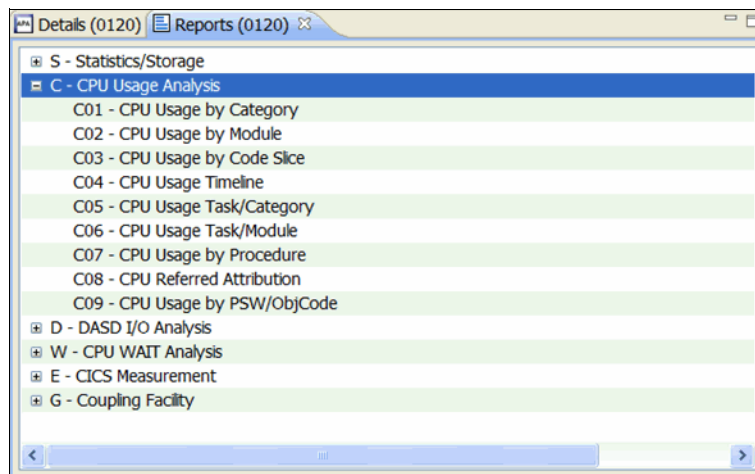 APA Details (0120) Reports (0120)
S - Statistics/Storage
C - CPU Usage Analysis
C01 - CPU Usage by Category
C02 - CPU Usage by Module
C03 - CPU Usage by Code Slice
C04 - CPU Usage Timeline
C05 - CPU Usage Task/Category
C06 - CPU Usage Task/Module
C07 - CPU Usage by Procedure
C08 - CPU Referred Attribution
C09 - CPU Usage by PSW/ObjCode
D - DASD I/O Analysis
W - CPU WAIT Analysis
E - CICS Measurement
G - Coupling Facility